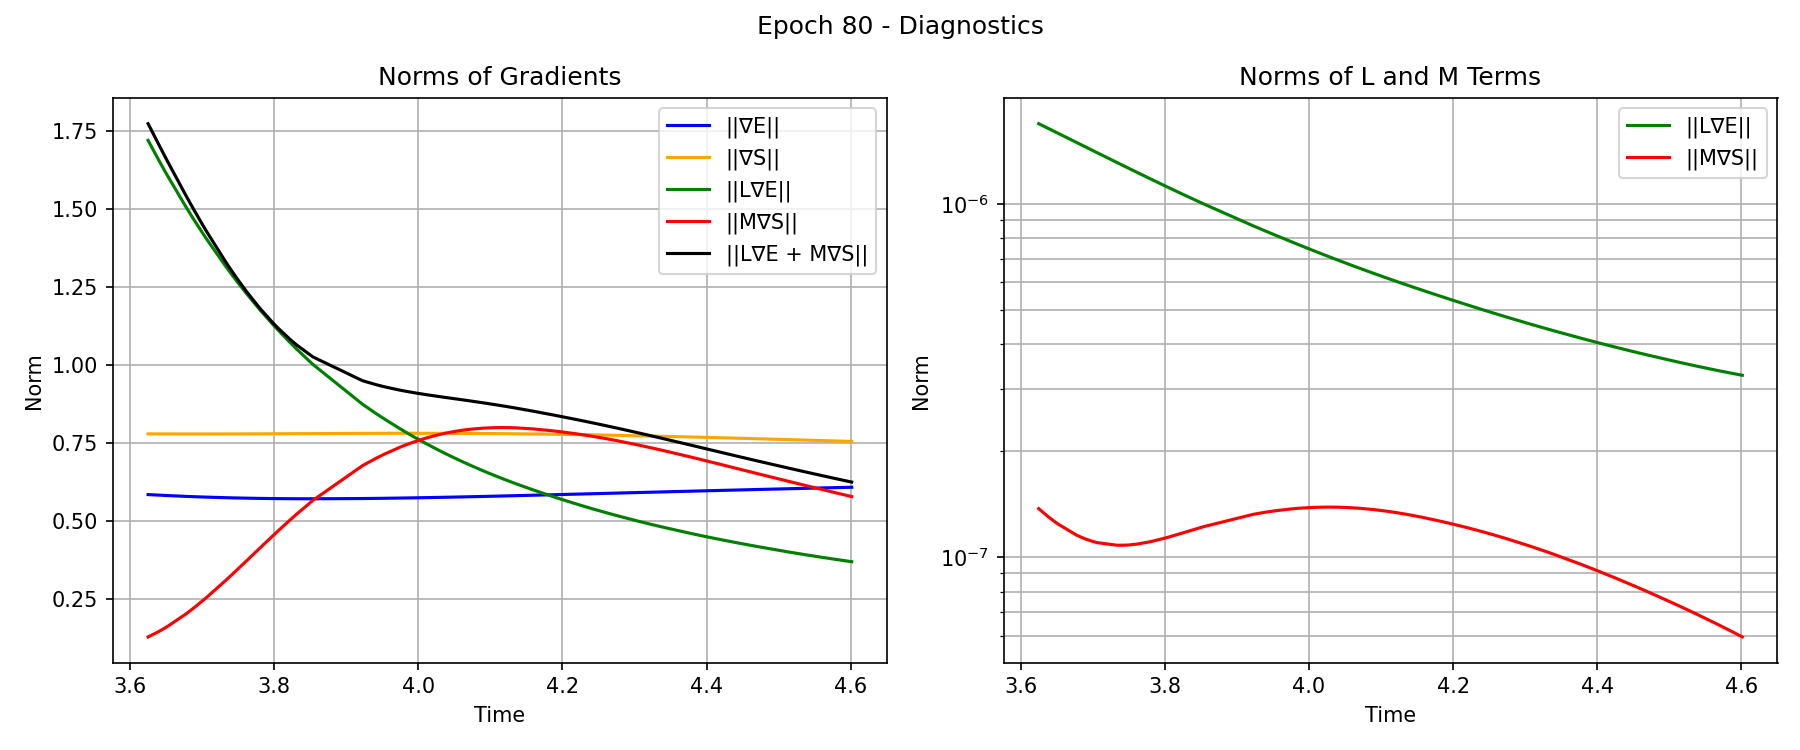 Epoch 80 - Diagnostics
Norms of Gradients
Norm
1.75
1.50
1.25
1.00
0.75
0.50
0.25
3.6
3.8
4.0
4.2
4.4
4.6
Time
||∇E||
||∇S||
||L∇E||
||M∇S||
||L∇E + M∇S||
Norms of L and M Terms
Norm
10⁻⁶
10⁻⁷
3.6
3.8
4.0
4.2
4.4
4.6
Time
||L∇E||
||M∇S||